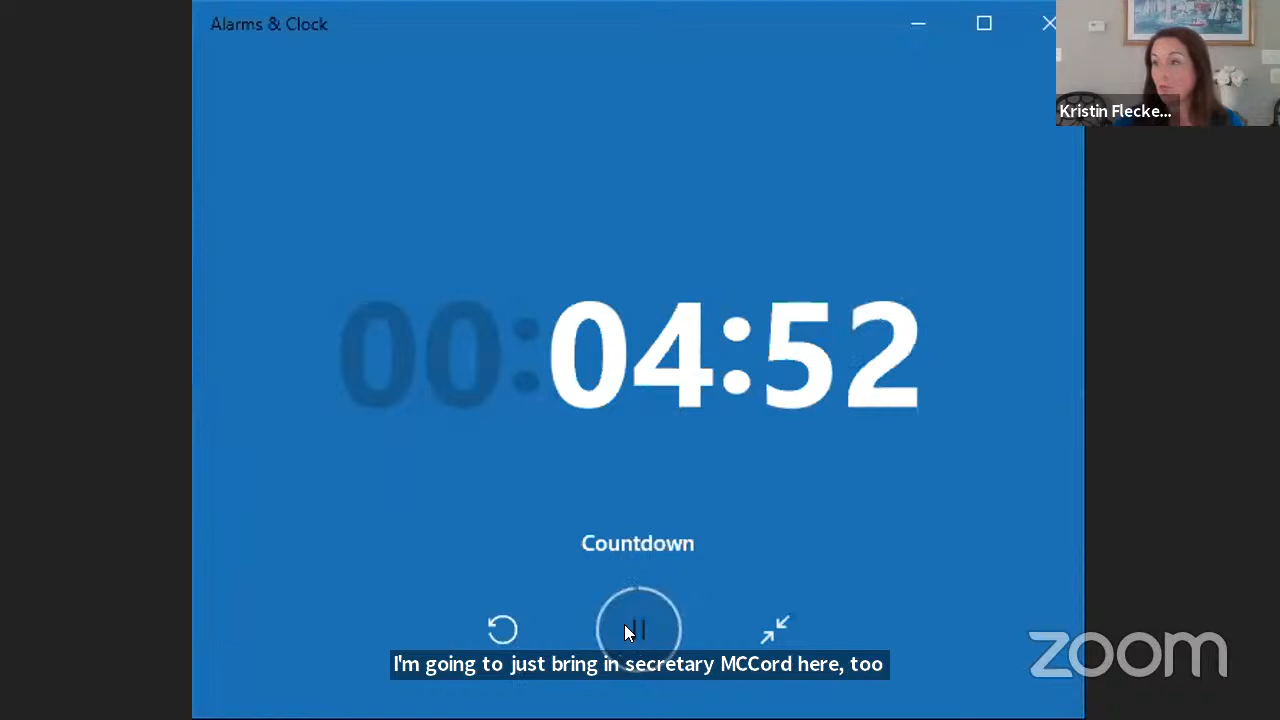 Alarms & Clock
Kristin Flecke...
00:04:52
Countdown
I'm going to just bring in secretary MCCord here, too
zoom